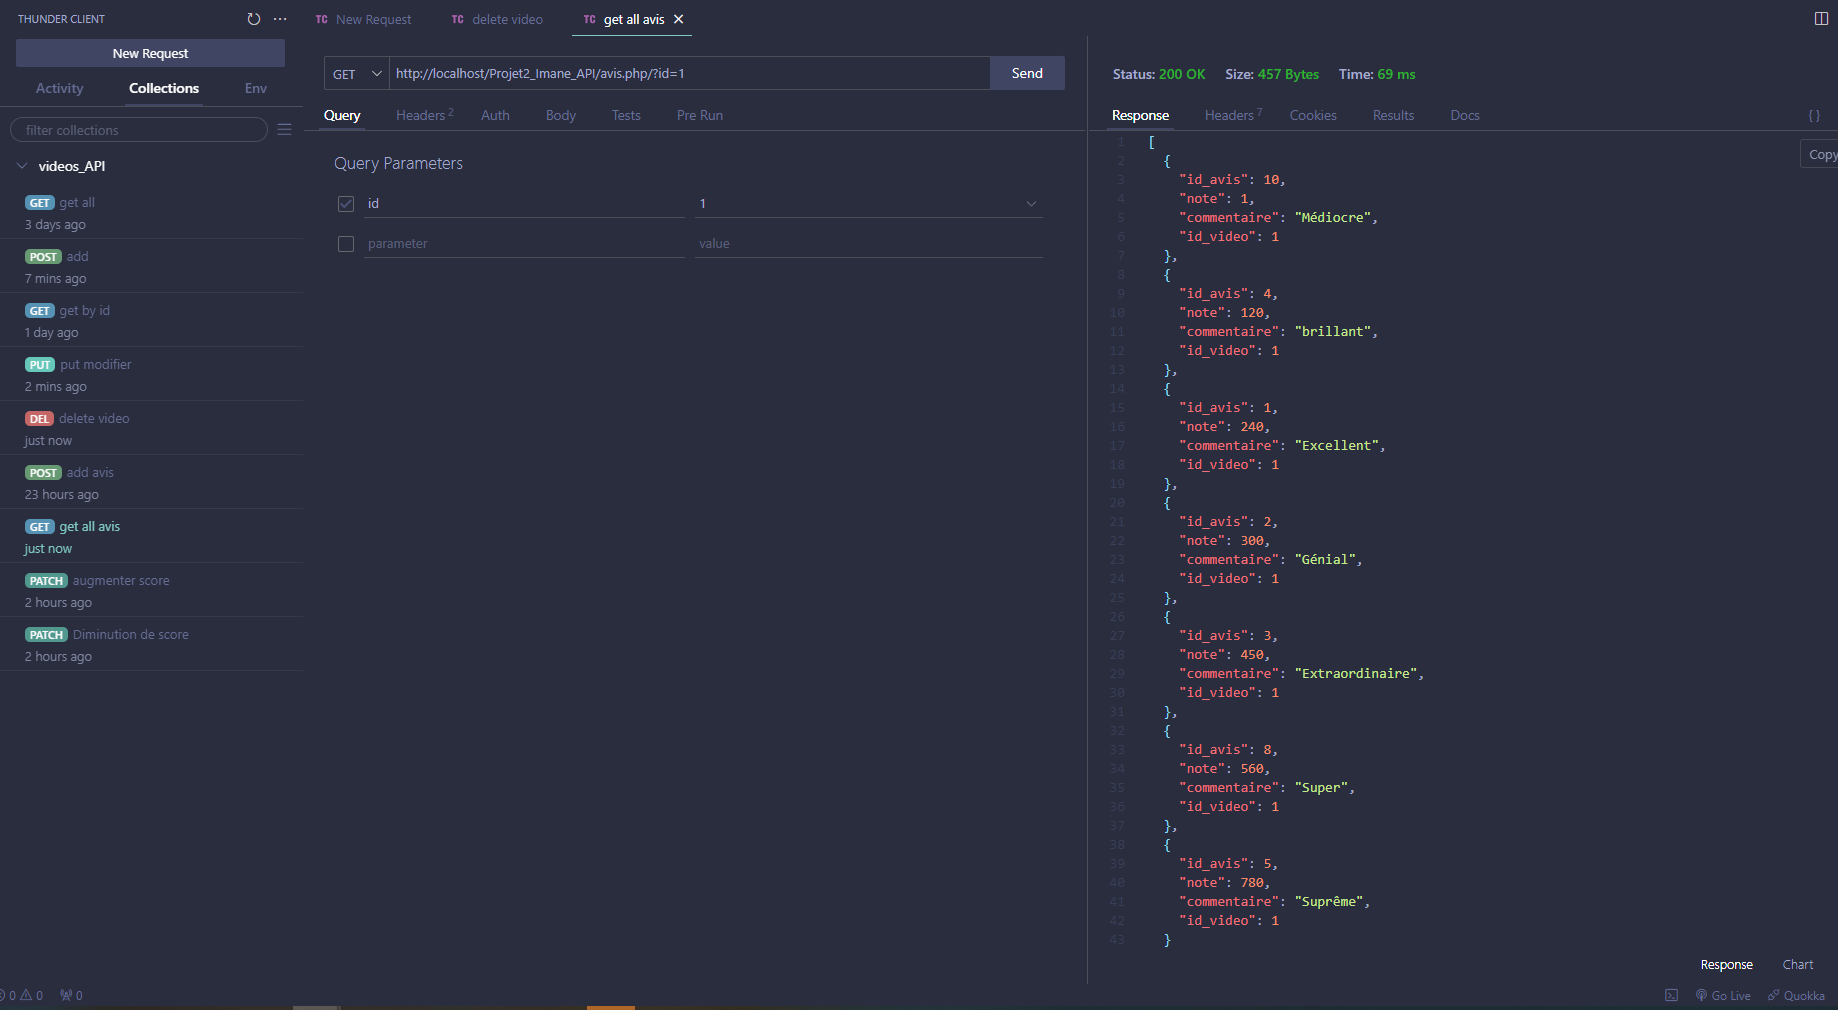 THUNDER CLIENT
New Request
Activity
Collections
Env
filter collections
videos_API
GET get all
3 days ago
POST add
7 mins ago
GET get by id
1 day ago
PUT put modifier
2 mins ago
DEL delete video
just now
POST add avis
23 hours ago
GET get all avis
just now
PATCH augmenter score
2 hours ago
PATCH Diminution de score
2 hours ago
0 0 0
TC New Request
TC delete video
TC get all avis
GET http://localhost/Projet2_Imane_API/avis.php/?id=1 Send
Query
Headers 2
Auth
Body
Tests
Pre Run
Query Parameters
id 1
parameter value
Status: 200 OK Size: 457 Bytes Time: 69 ms
Response
Headers 7
Cookies
Results
Docs
{}
Copy
1 [
2 {
3 "id_avis": 10,
4 "note": 1,
5 "commentaire": "Médiocre",
6 "id_video": 1
7 },
8 {
9 "id_avis": 4,
10 "note": 120,
11 "commentaire": "brillant",
12 "id_video": 1
13 },
14 {
15 "id_avis": 1,
16 "note": 240,
17 "commentaire": "Excellent",
18 "id_video": 1
19 },
20 {
21 "id_avis": 2,
22 "note": 300,
23 "commentaire": "Génial",
24 "id_video": 1
25 },
26 {
27 "id_avis": 3,
28 "note": 450,
29 "commentaire": "Extraordinaire",
30 "id_video": 1
31 },
32 {
33 "id_avis": 8,
34 "note": 560,
35 "commentaire": "Super",
36 "id_video": 1
37 },
38 {
39 "id_avis": 5,
40 "note": 780,
41 "commentaire": "Suprême",
42 "id_video": 1
43 }
Response
Chart
Go Live
Quokka